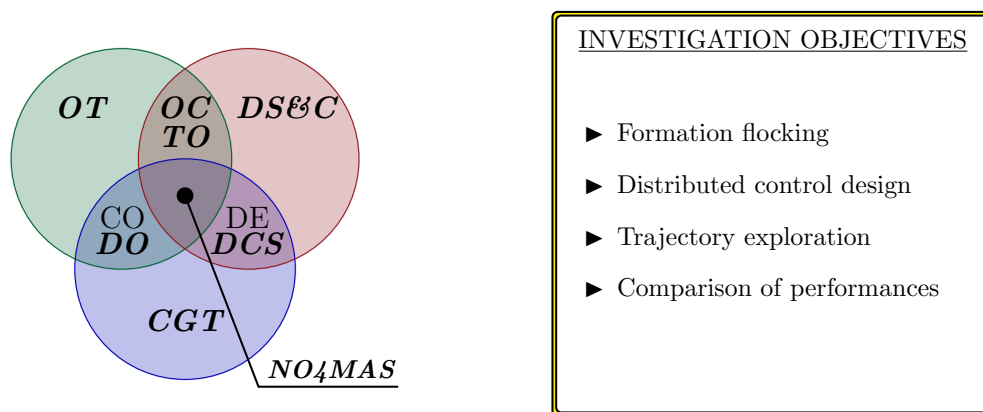 OT
OC
TO
DS&C
CO
DO
DE
DCS
CGT
NO4MAS
INVESTIGATION OBJECTIVES
▶ Formation flocking
▶ Distributed control design
▶ Trajectory exploration
▶ Comparison of performances